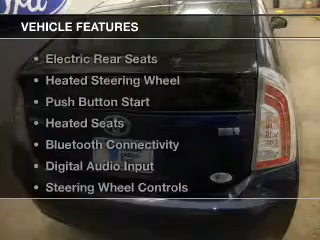 VEHICLE FEATURES
• Electric Rear Seats
• Heated Steering Wheel
• Push Button Start
• Heated Seats
• Bluetooth Connectivity
• Digital Audio Input
• Steering Wheel Controls